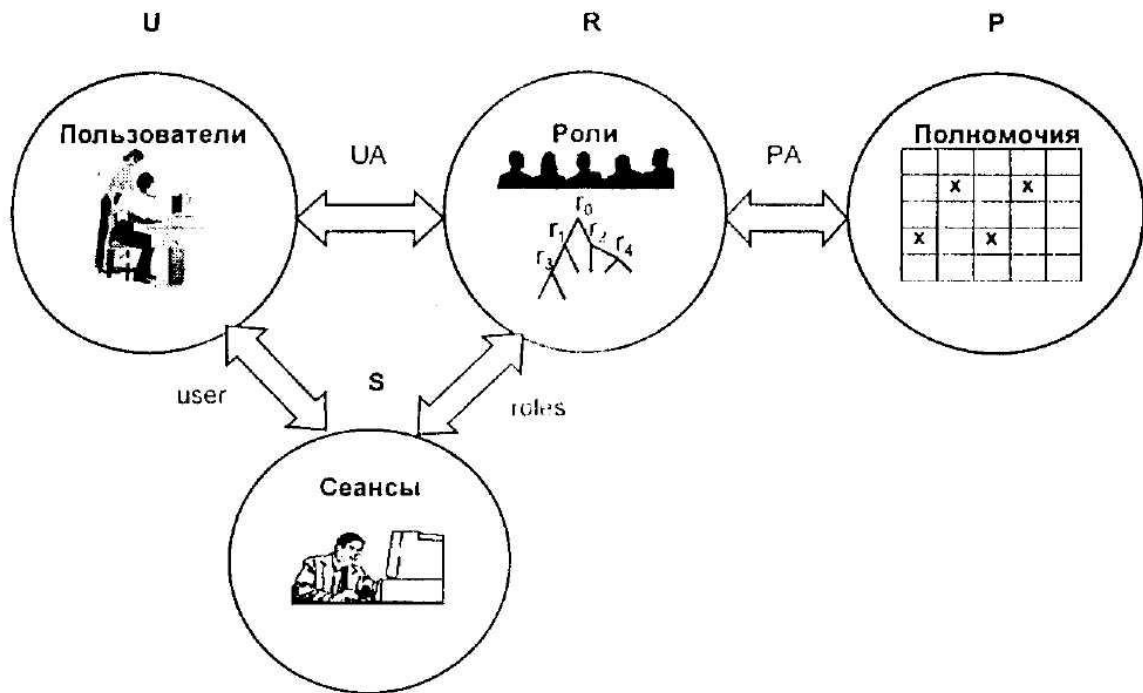 U
R
P
Пользователи
Роли
Полномочия
UA
PA
x x
x x
r0
r1 r2
r3 r4
user
S
roles
Сеансы